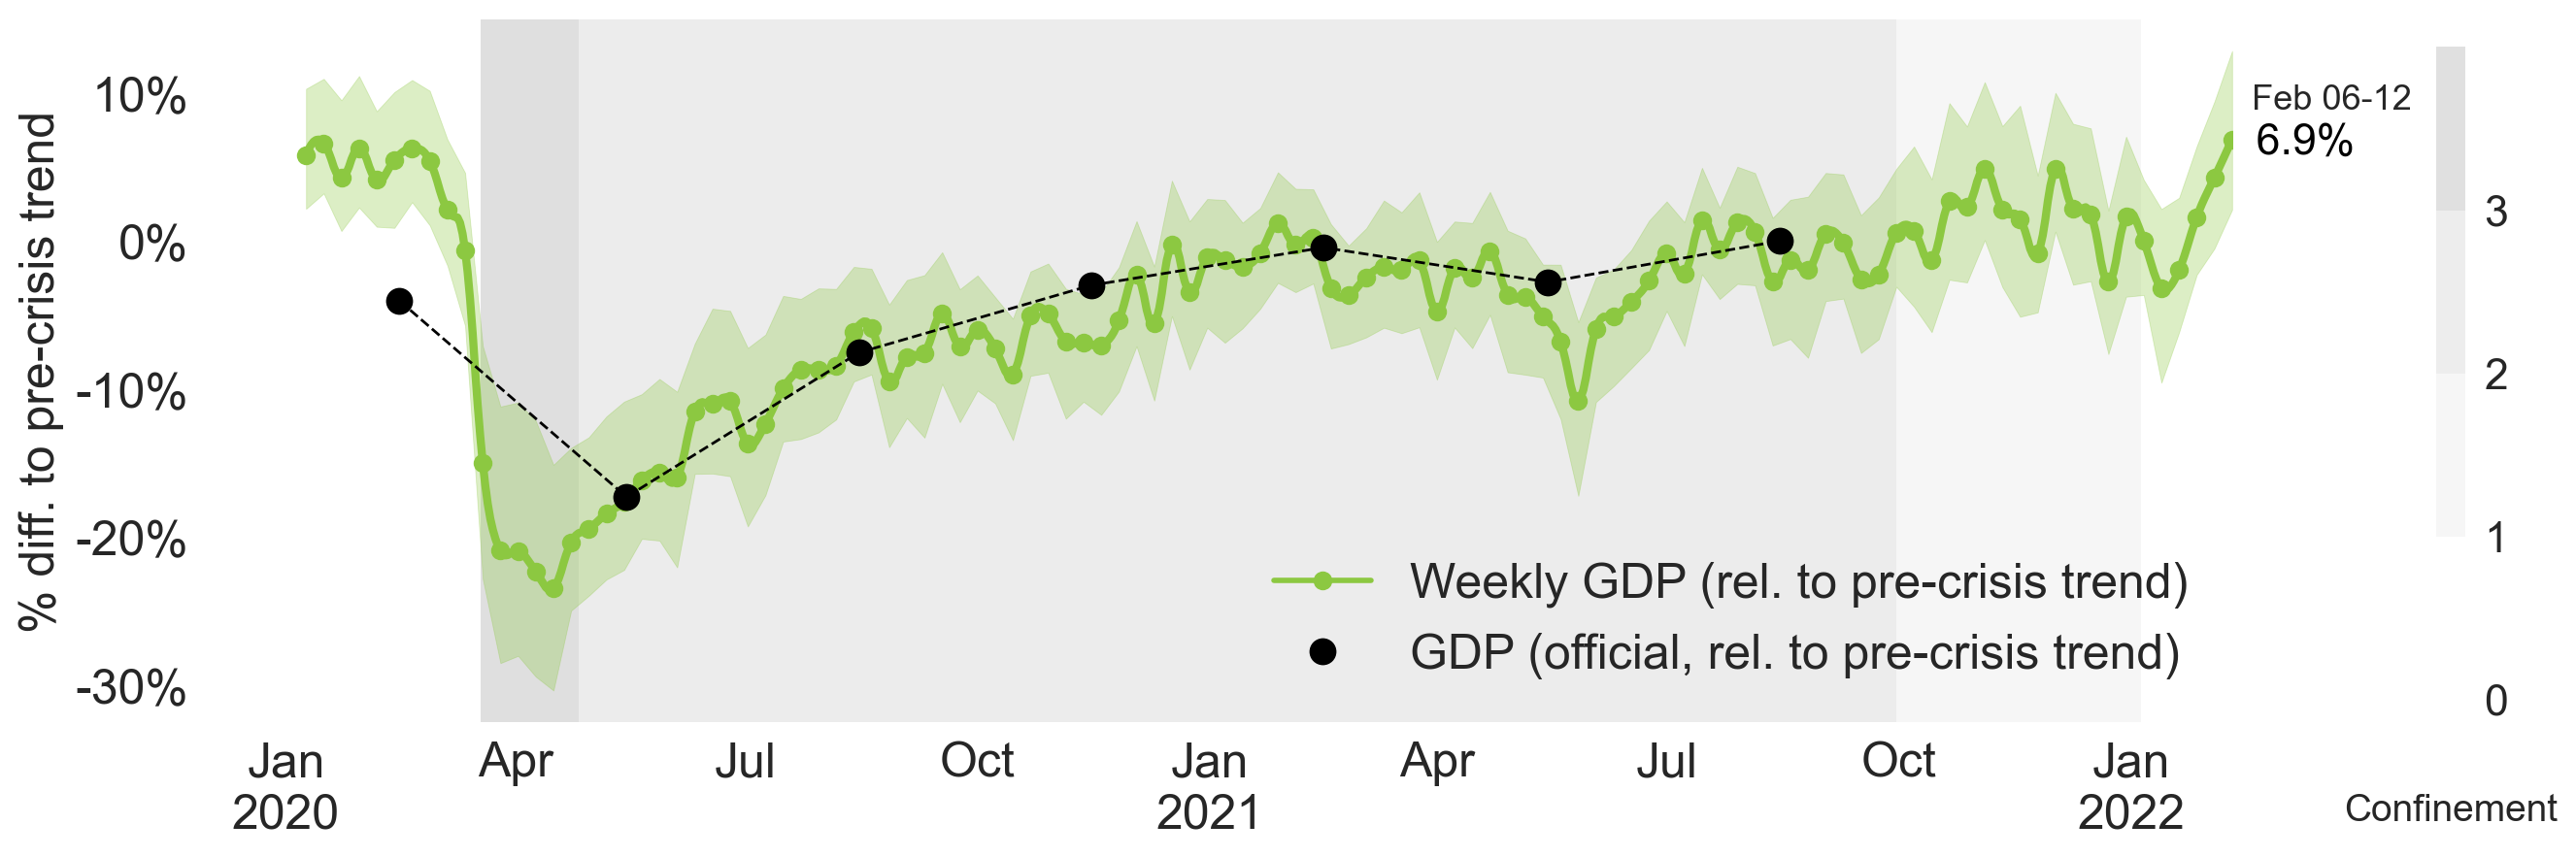 % diff. to pre-crisis trend
10%
0%
-10%
-20%
-30%
Feb 06-12
6.9%
Weekly GDP (rel. to pre-crisis trend)
GDP (official, rel. to pre-crisis trend)
Jan Apr Jul Oct Jan Apr Jul Oct Jan
2020 2021 2022
3
2
1
0
Confinement